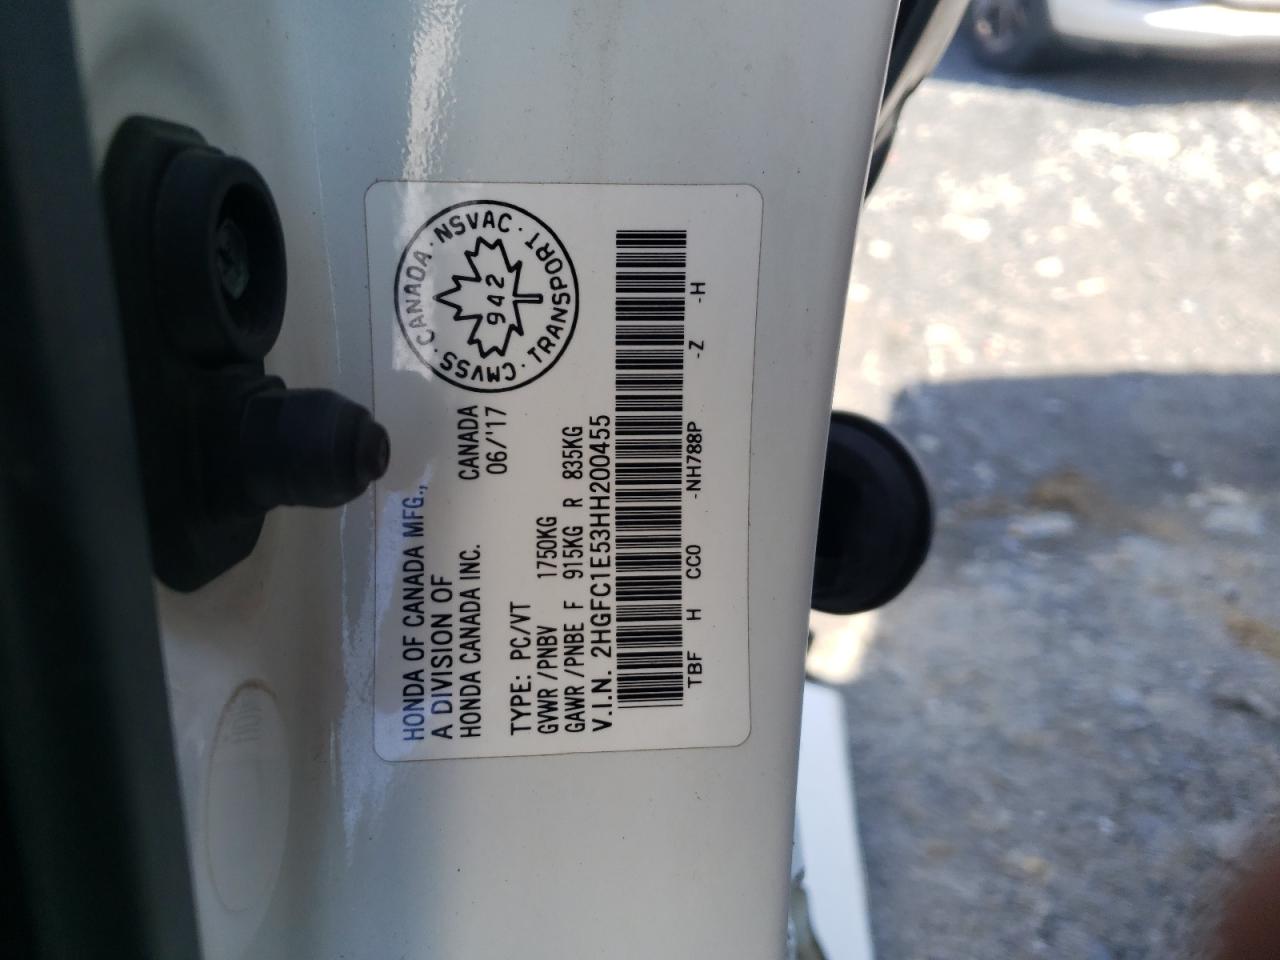 HONDA OF CANADA MFG.,
A DIVISION OF
HONDA CANADA INC.
CANADA
06/'17
CMVSS · CANADA · NSVAC · TRANSPORT ·
942
TYPE: PC/VT
GVWR/PNBV 1750KG
GAWR/PNBE F 915KG R 835KG
V.I.N. 2HGFC1E53HH200455
TBF H CC0 -NH788P -Z -H